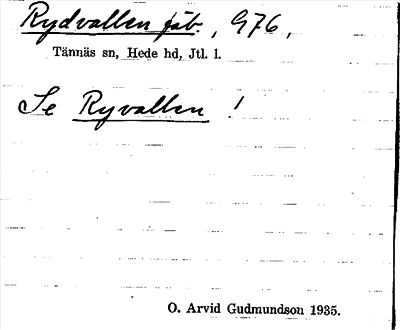 Rydvallen fäb., 976,
Tännäs sn, Hede hd, Jtl. l.
Se Ryvallen !
O. Arvid Gudmundson 1935.